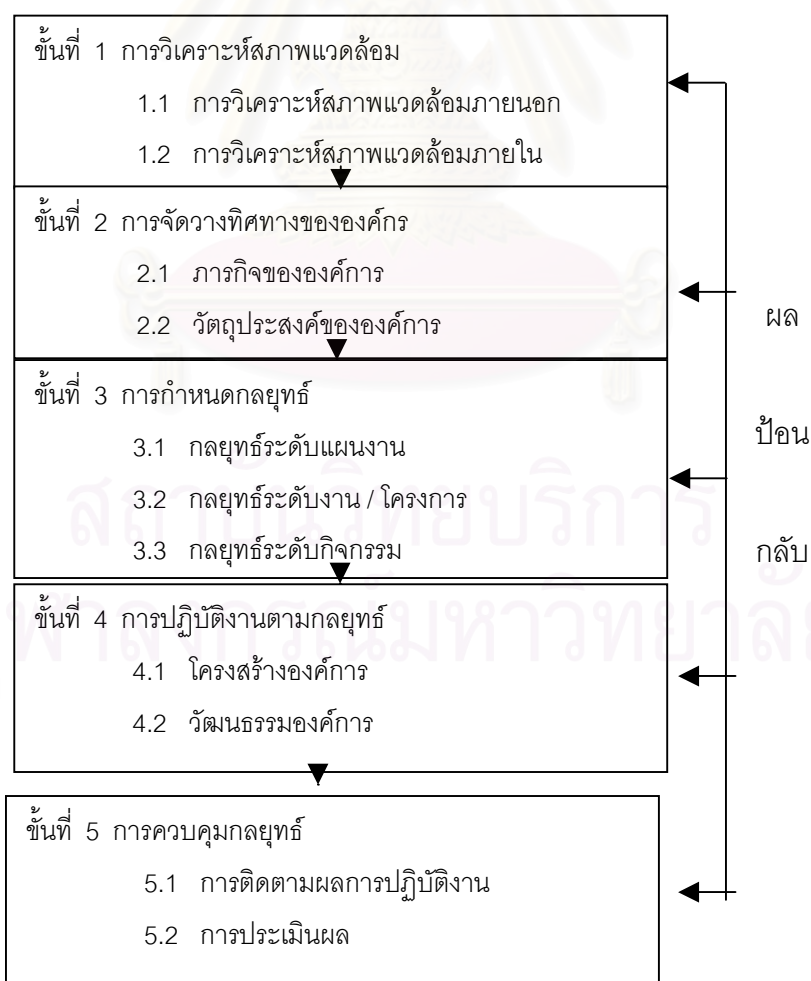 ขั้นที่ 1 การวิเคราะห์สภาพแวดล้อม
1.1 การวิเคราะห์สภาพแวดล้อมภายนอก
1.2 การวิเคราะห์สภาพแวดล้อมภายใน
ขั้นที่ 2 การจัดวางทิศทางขององค์กร
2.1 ภารกิจขององค์การ
2.2 วัตถุประสงค์ขององค์การ
ขั้นที่ 3 การกำหนดกลยุทธ์
3.1 กลยุทธ์ระดับแผนงาน
3.2 กลยุทธ์ระดับงาน / โครงการ
3.3 กลยุทธ์ระดับกิจกรรม
ขั้นที่ 4 การปฏิบัติงานตามกลยุทธ์
4.1 โครงสร้างองค์การ
4.2 วัฒนธรรมองค์การ
ขั้นที่ 5 การควบคุมกลยุทธ์
5.1 การติดตามผลการปฏิบัติงาน
5.2 การประเมินผล
ผล
ป้อน
กลับ
สถาบันวิทยบริการ